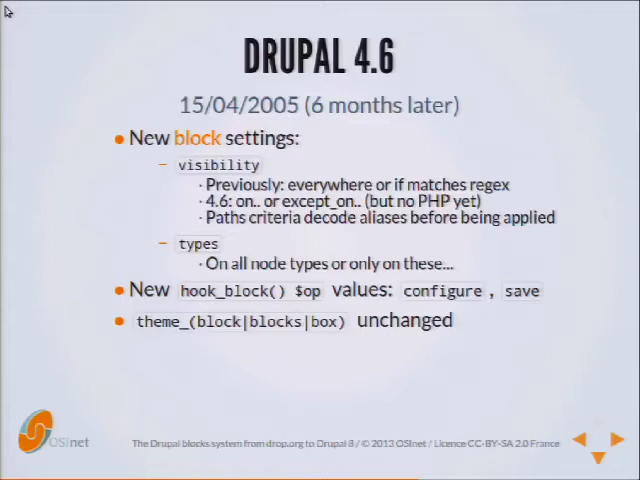 DRUPAL 4.6
15/04/2005 (6 months later)
New block settings:
visibility
Previously: everywhere or if matches regex
4.6: on.. or except_on.. (but no PHP yet)
Paths criteria decode aliases before being applied
types
On all node types or only on these...
New hook_block() $op values: configure , save
theme_(block|blocks|box) unchanged
OSInet
The Drupal blocks system from drop.org to Drupal 8 / © 2013 OSInet / Licence CC-BY-SA 2.0 France